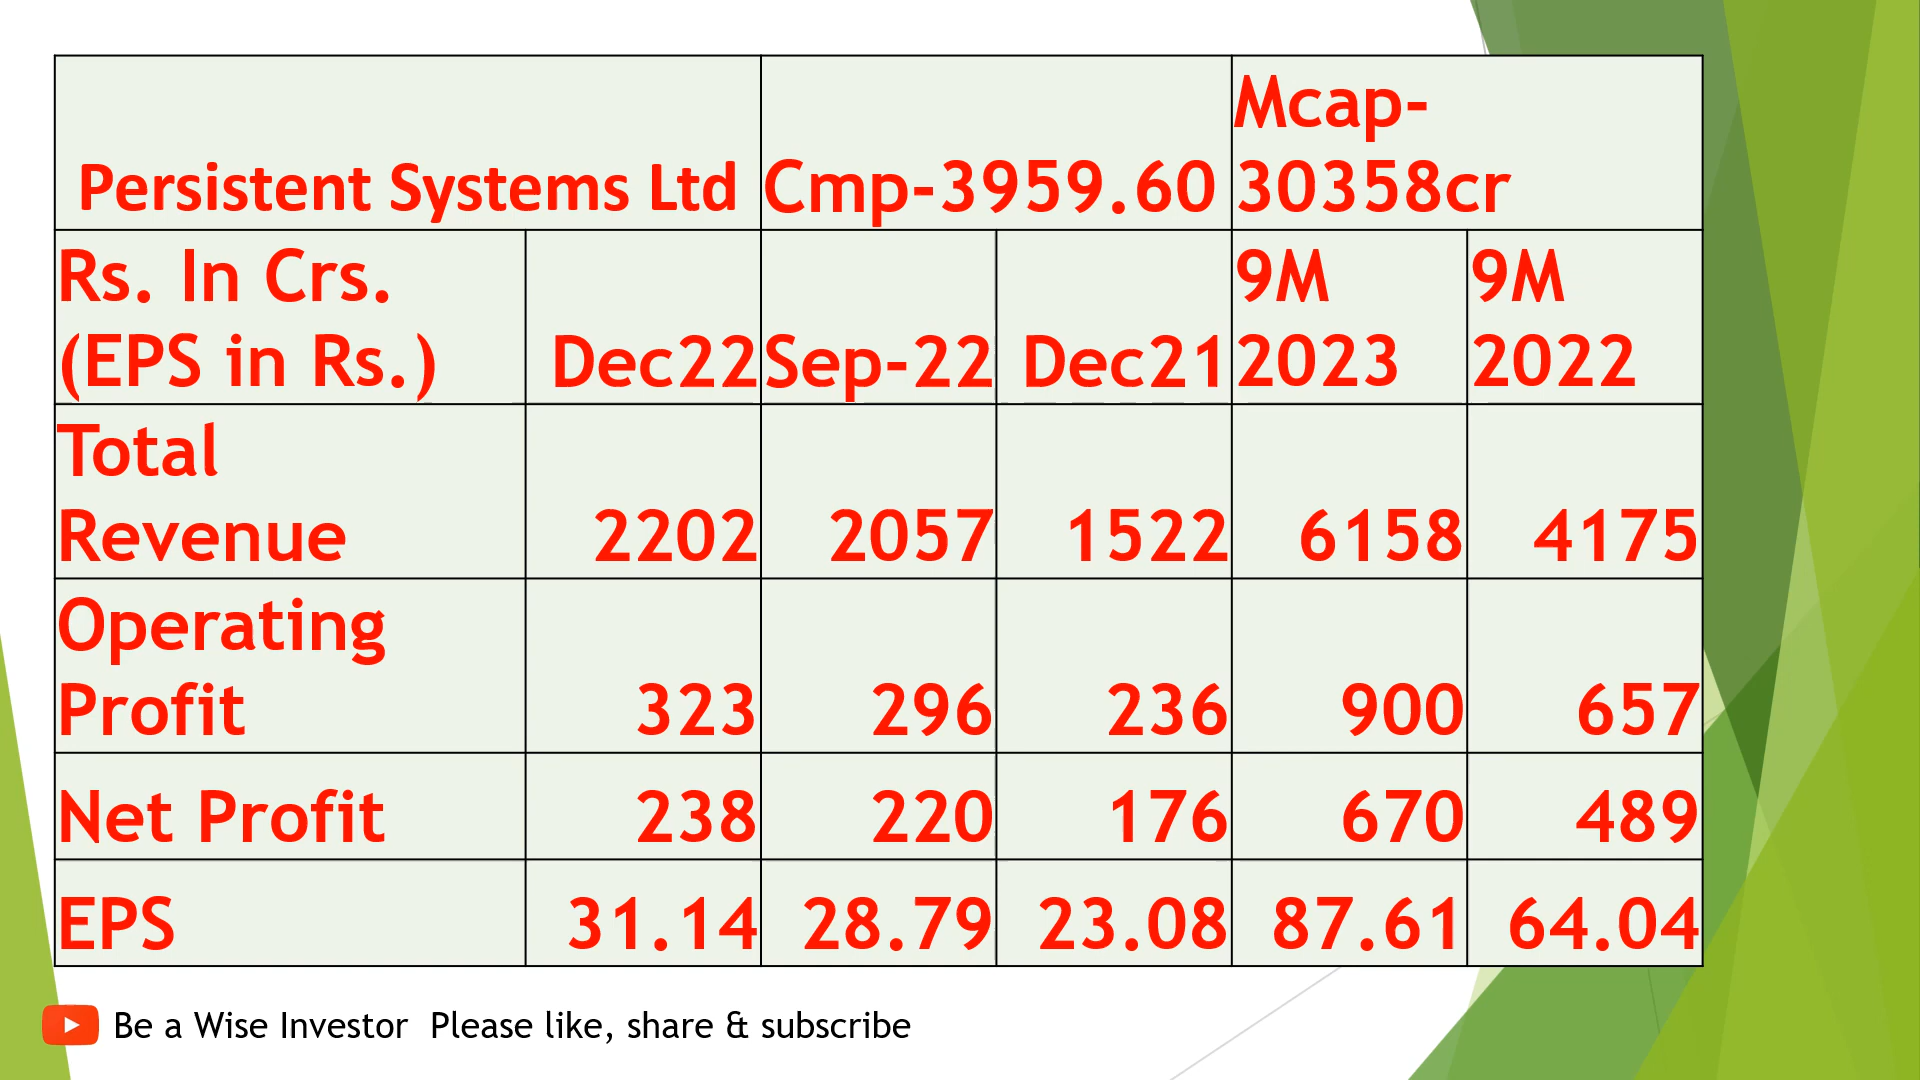 Persistent Systems Ltd Cmp-3959.60 Mcap-
30358cr
Rs. In Crs.
(EPS in Rs.) Dec22 Sep-22 Dec21 9M
2023 9M
2022
Total
Revenue 2202 2057 1522 6158 4175
Operating
Profit 323 296 236 900 657
Net Profit 238 220 176 670 489
EPS 31.14 28.79 23.08 87.61 64.04
Be a Wise Investor Please like, share & subscribe